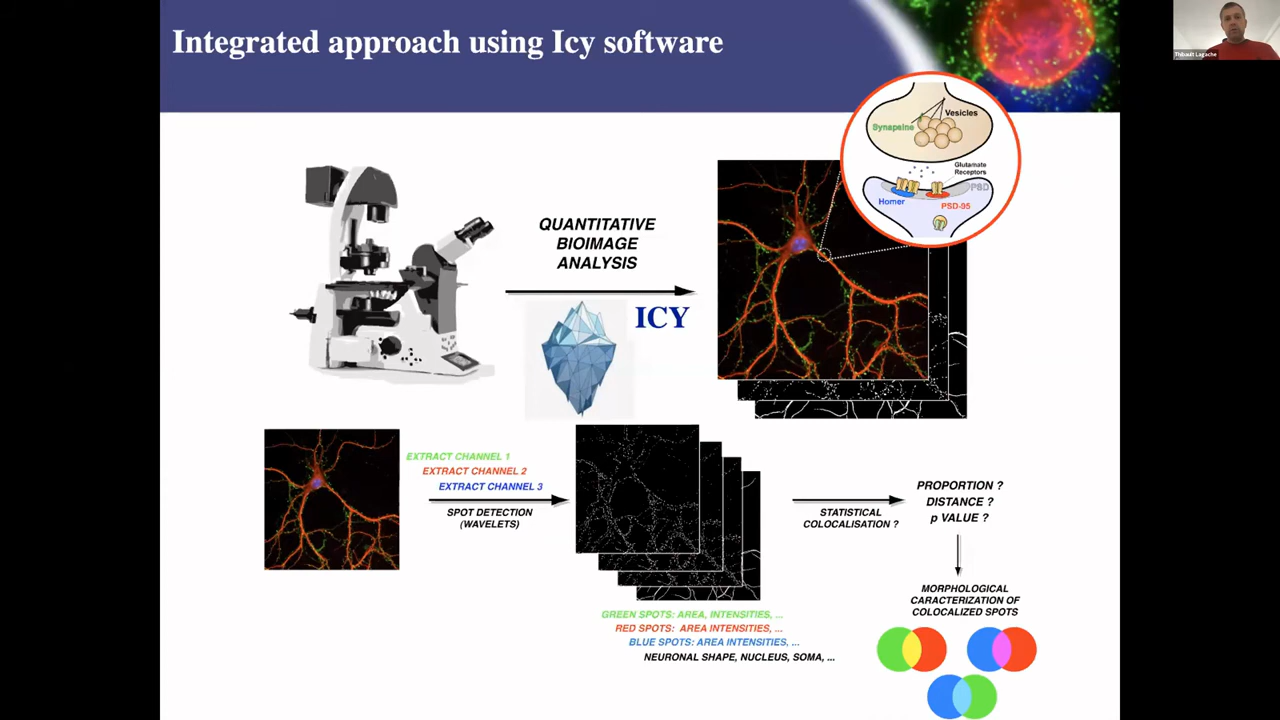 Integrated approach using Icy software
Thibault Lagache
Vesicles
Synapsine
Glutamate
Receptors
PSD
Homer
PSD-95
QUANTITATIVE
BIOIMAGE
ANALYSIS
ICY
EXTRACT CHANNEL 1
EXTRACT CHANNEL 2
EXTRACT CHANNEL 3
SPOT DETECTION
(WAVELETS)
STATISTICAL
COLOCALISATION ?
PROPORTION ?
DISTANCE ?
p VALUE ?
MORPHOLOGICAL
CARACTERIZATION OF
COLOCALIZED SPOTS
GREEN SPOTS: AREA, INTENSITIES, ...
RED SPOTS: AREA INTENSITIES, ...
BLUE SPOTS: AREA INTENSITIES, ...
NEURONAL SHAPE, NUCLEUS, SOMA, ...